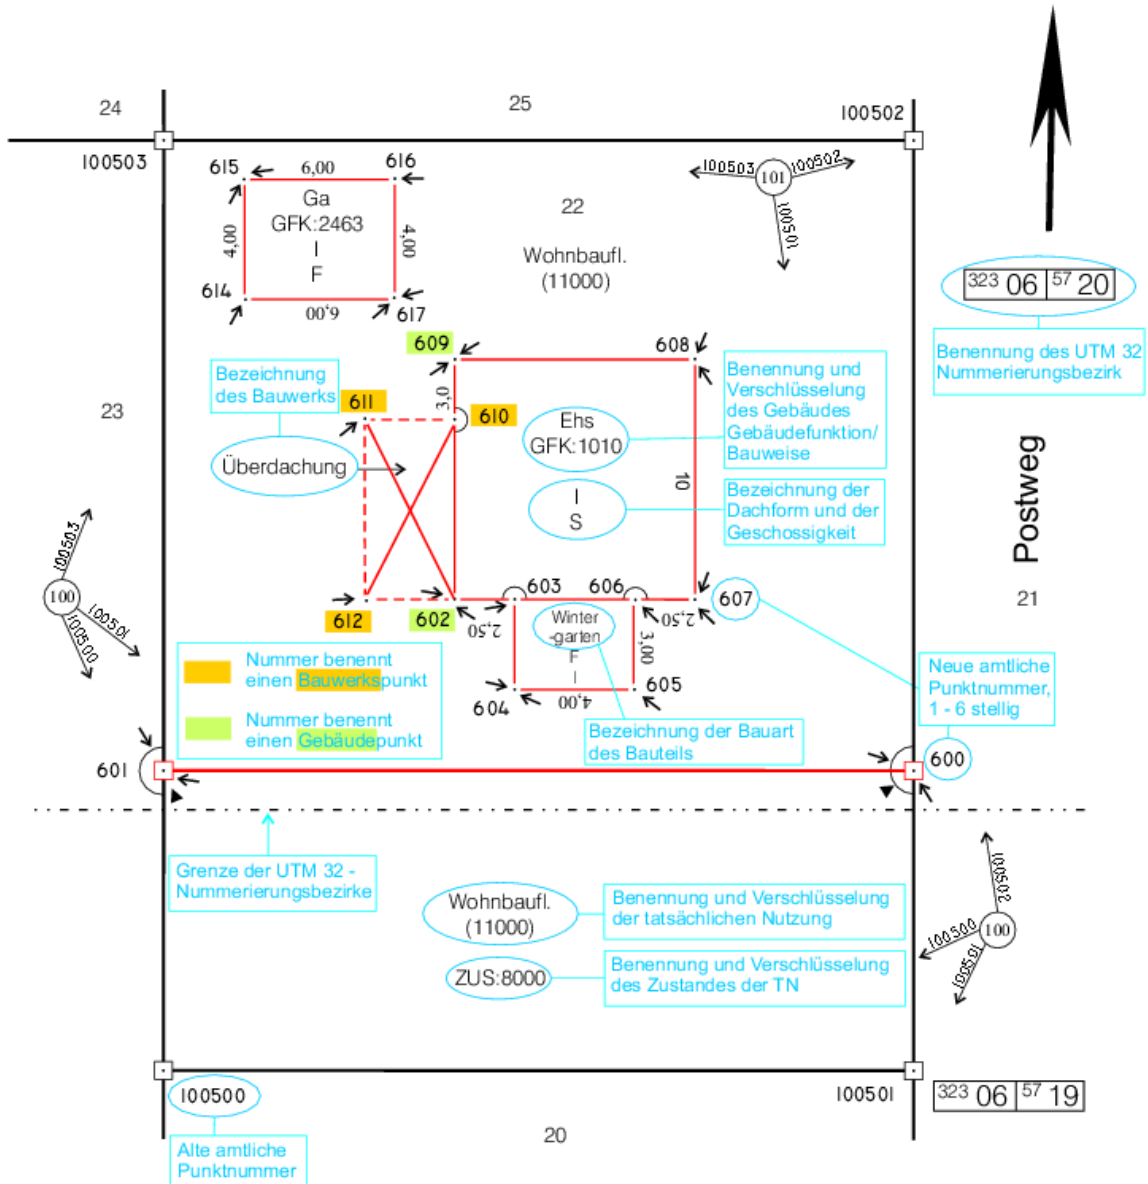 24
25
100502
100503
615
6,00
616
Ga
GFK:2463
I
F
4,00
4,00
614
6,00
617
100503
101
100502
100501
22
Wohnbaufl.
(11000)
323 06 57 20
Benennung des UTM 32
Nummerierungsbezirk
609
608
Bezeichnung
des Bauwerks
611
3,0
610
Benennung und
Verschlüsselung
des Gebäudes
Gebäudefunktion/
Bauweise
23
Ehs
GFK:1010
Überdachung
I
S
10
Bezeichnung der
Dachform und der
Geschossigkeit
Postweg
100503
100
100501
100500
612
602
603
606
607
21
2,50
2,50
Winter
-garten
F
I
3,00
604
4,00
605
Nummer benennt
einen Bauwerkspunkt
Nummer benennt
einen Gebäudepunkt
Neue amtliche
Punktnummer,
1 - 6 stellig
Bezeichnung der Bauart
des Bauteils
601
600
Grenze der UTM 32 -
Nummerierungsbezirke
Wohnbaufl.
(11000)
Benennung und Verschlüsselung
der tatsächlichen Nutzung
100502
100500
100
100501
ZUS:8000
Benennung und Verschlüsselung
des Zustandes der TN
100500
100501
323 06 57 19
Alte amtliche
Punktnummer
20